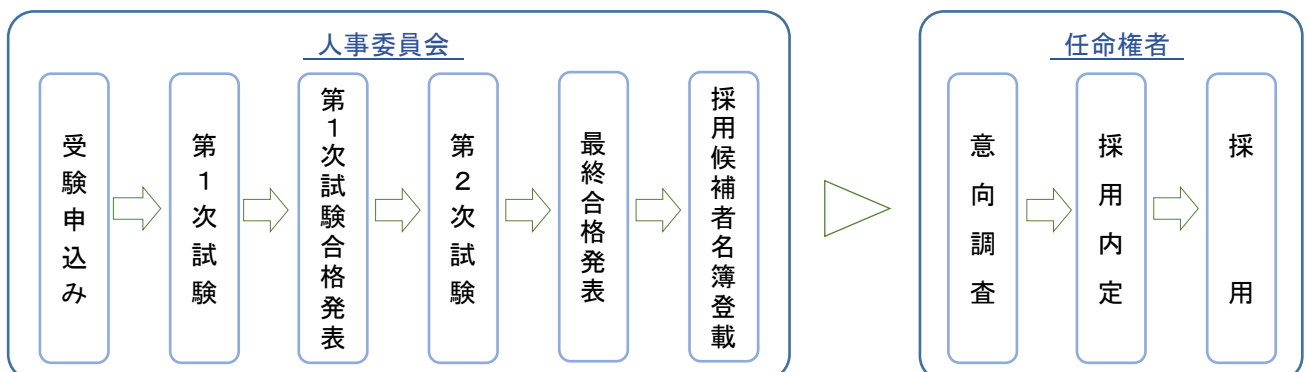 人事委員会
受験申込み
第１次試験
第１次試験合格発表
第２次試験
最終合格発表
採用候補者名簿登載
任命権者
意向調査
採用内定
採用